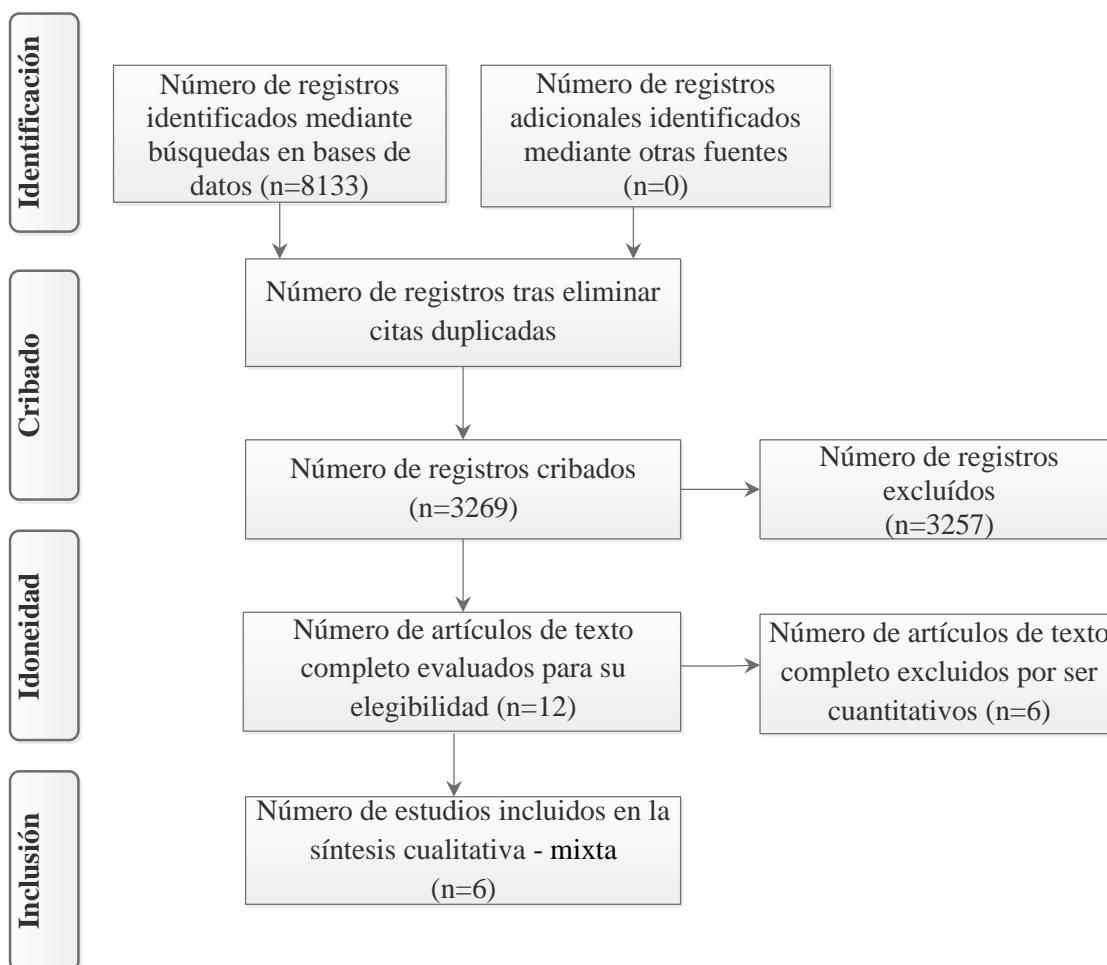 Identificación
Número de registros
identificados mediante
búsquedas en bases de
datos (n=8133)
Número de registros
adicionales identificados
mediante otras fuentes
(n=0)
Cribado
Número de registros tras eliminar
citas duplicadas
Número de registros cribados
(n=3269)
Número de registros
excluídos
(n=3257)
Idoneidad
Número de artículos de texto
completo evaluados para su
elegibilidad (n=12)
Número de artículos de texto
completo excluidos por ser
cuantitativos (n=6)
Inclusión
Número de estudios incluidos en la
síntesis cualitativa - mixta
(n=6)